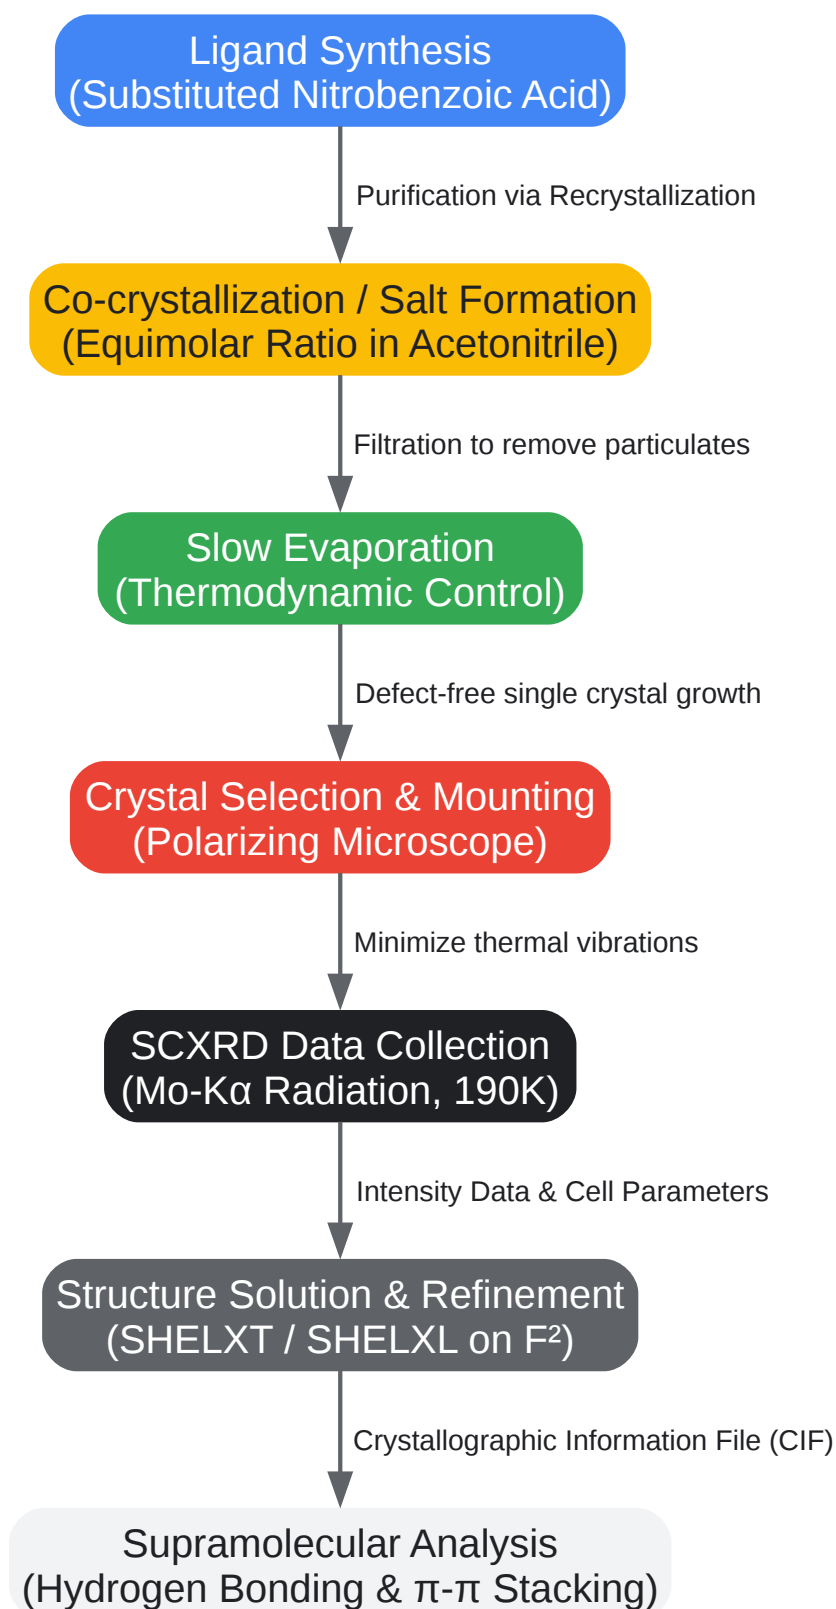 Ligand Synthesis
(Substituted Nitrobenzoic Acid)
Purification via Recrystallization
Co-crystallization / Salt Formation
(Equimolar Ratio in Acetonitrile)
Filtration to remove particulates
Slow Evaporation
(Thermodynamic Control)
Defect-free single crystal growth
Crystal Selection & Mounting
(Polarizing Microscope)
Minimize thermal vibrations
SCXRD Data Collection
(Mo-Kα Radiation, 190K)
Intensity Data & Cell Parameters
Structure Solution & Refinement
(SHELXT / SHELXL on F²)
Crystallographic Information File (CIF)
Supramolecular Analysis
(Hydrogen Bonding & π-π Stacking)